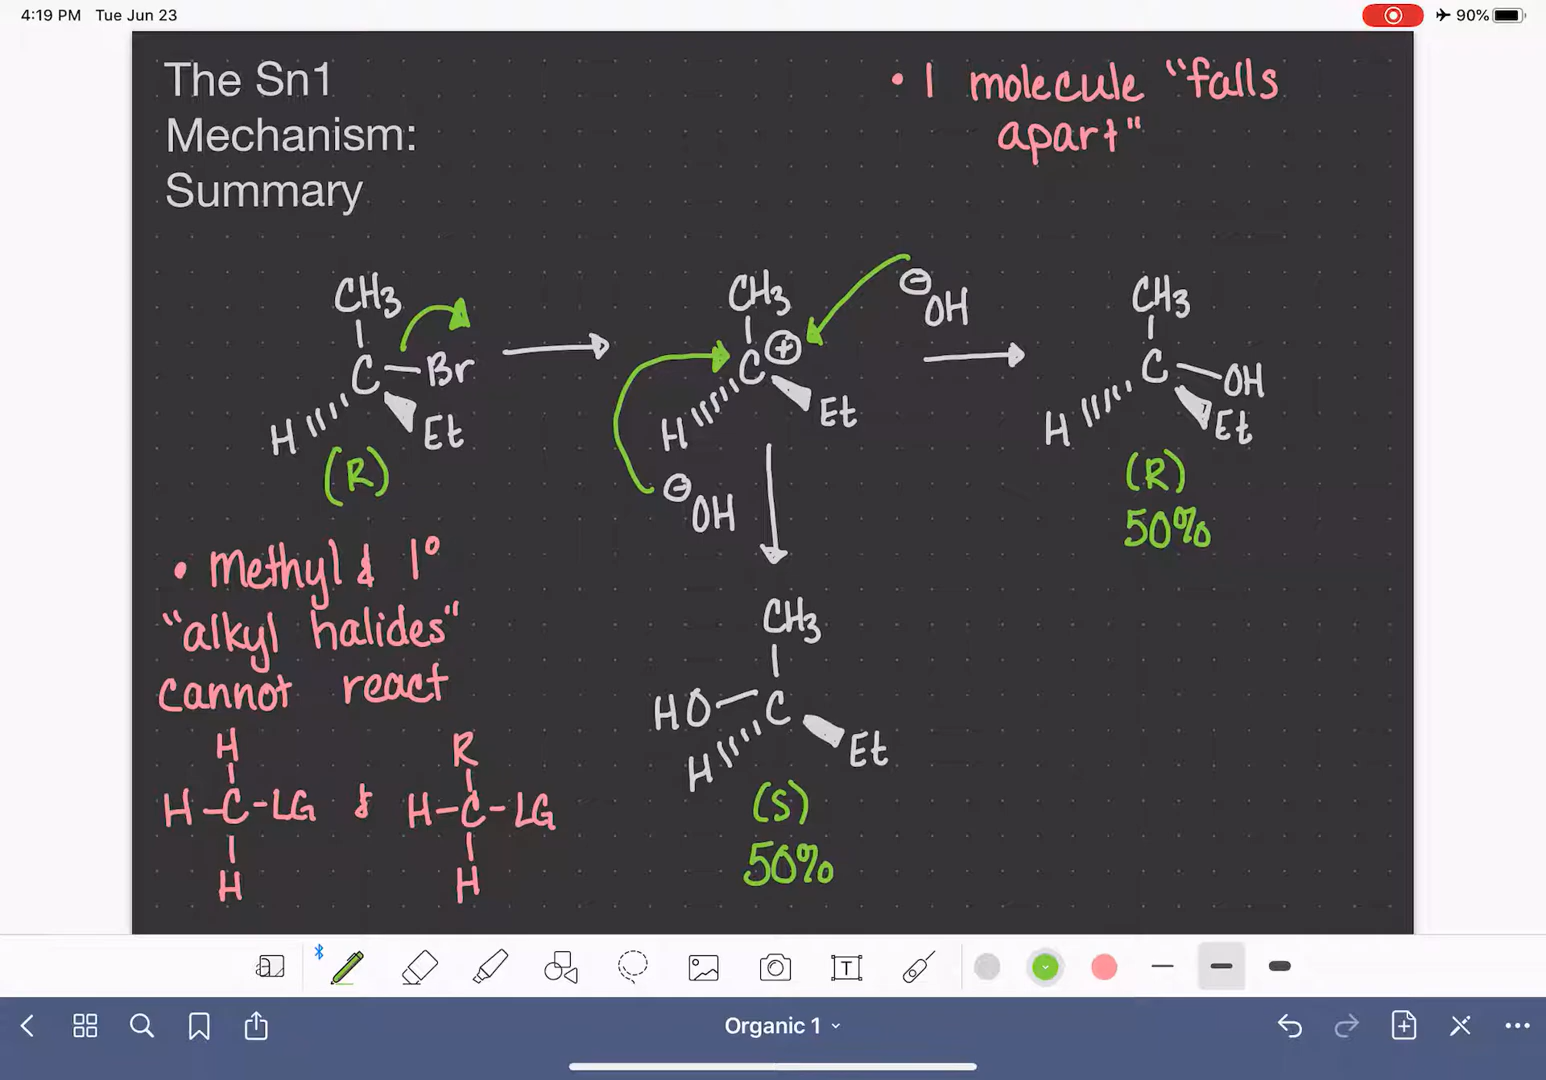 4:19 PM Tue Jun 23
90%
The Sn1
Mechanism:
Summary
• 1 molecule "falls
apart"
CH3
C
Br
H
Et
(R)
CH3
C
+
H
Et
⊖
OH
⊖
OH
CH3
C
OH
H
Et
(R)
50%
• Methyl & 1°
"alkyl halides"
cannot react
H
H-C-LG & H-C-LG
H
R
H
CH3
HO-C
H
Et
(S)
50%
T
Organic 1